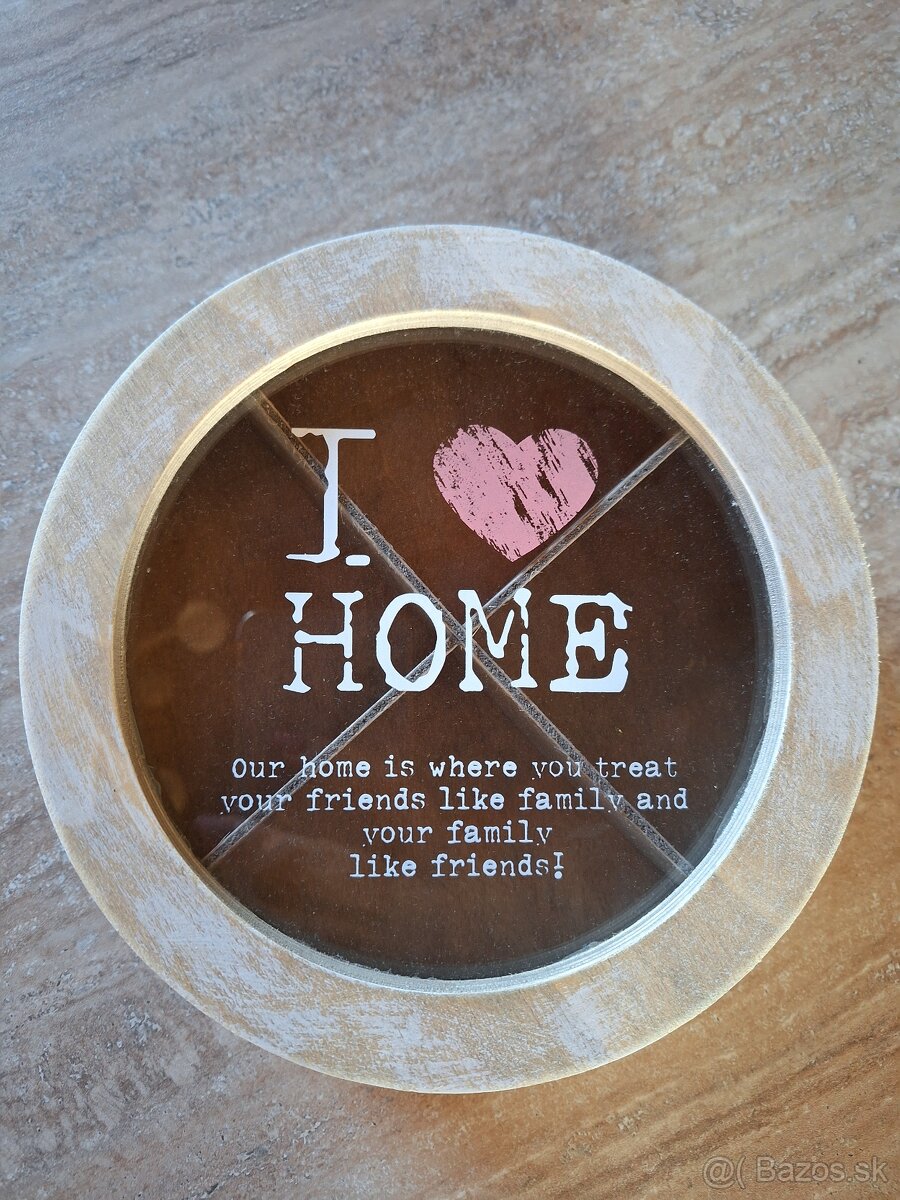 I
HOME
Our home is where you treat
your friends like family and
your family
like friends!
@( Bazos.sk